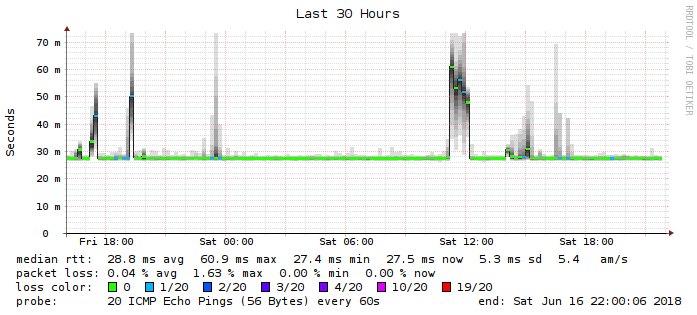 Last 30 Hours
RRDTOOL / TOBI OETIKER
Seconds
70 m
60 m
50 m
40 m
30 m
20 m
10 m
0
Fri 18:00 Sat 00:00 Sat 06:00 Sat 12:00 Sat 18:00
median rtt: 28.8 ms avg 60.9 ms max 27.4 ms min 27.5 ms now 5.3 ms sd 5.4 am/s
packet loss: 0.04 % avg 1.63 % max 0.00 % min 0.00 % now
loss color: 0 1/20 2/20 3/20 4/20 10/20 19/20
probe: 20 ICMP Echo Pings (56 Bytes) every 60s end: Sat Jun 16 22:00:06 2018